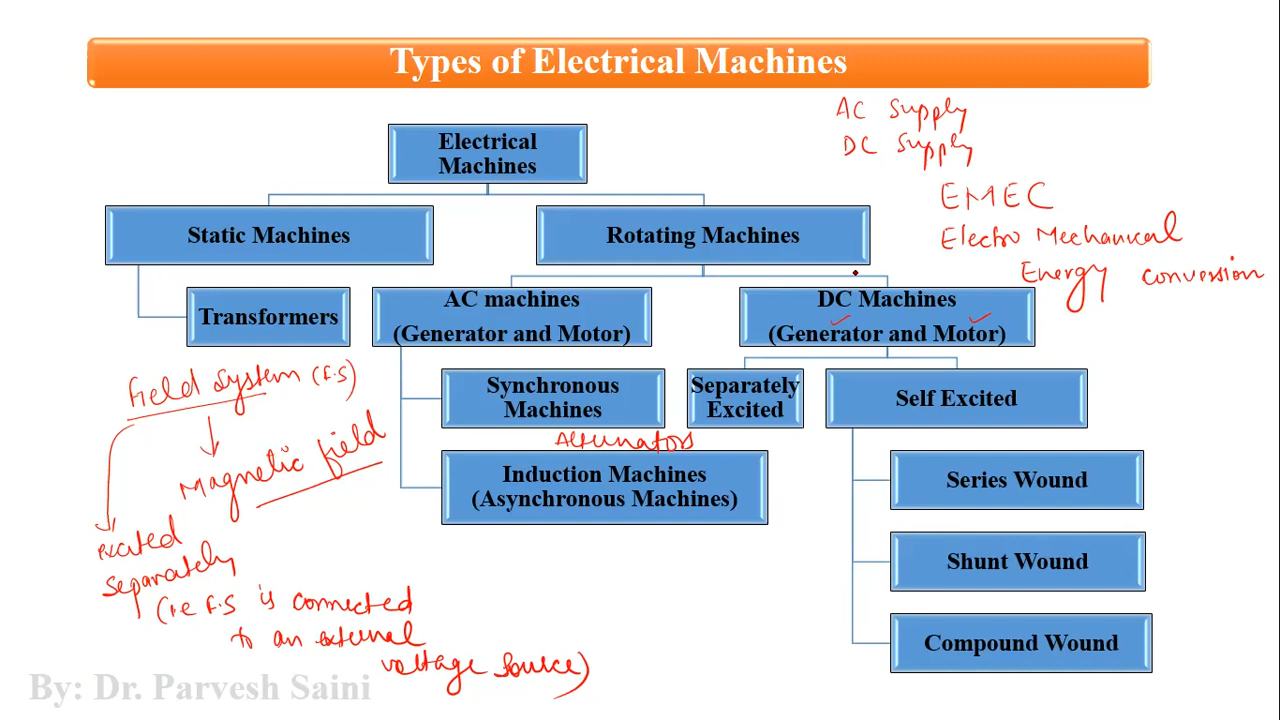 Types of Electrical Machines
AC Supply
DC Supply
Electrical
Machines
EMEC
Electro Mechanical
Energy conversion
Static Machines
Rotating Machines
Transformers
AC machines
(Generator and Motor)
DC Machines
(Generator and Motor)
Synchronous
Machines
Alternators
Induction Machines
(Asynchronous Machines)
Separately
Excited
Self Excited
Series Wound
Shunt Wound
Compound Wound
Field System (F.S)
Magnetic field
excited
separately
(i.e F.S is connected
to an external
voltage source)
By: Dr. Parvesh Saini